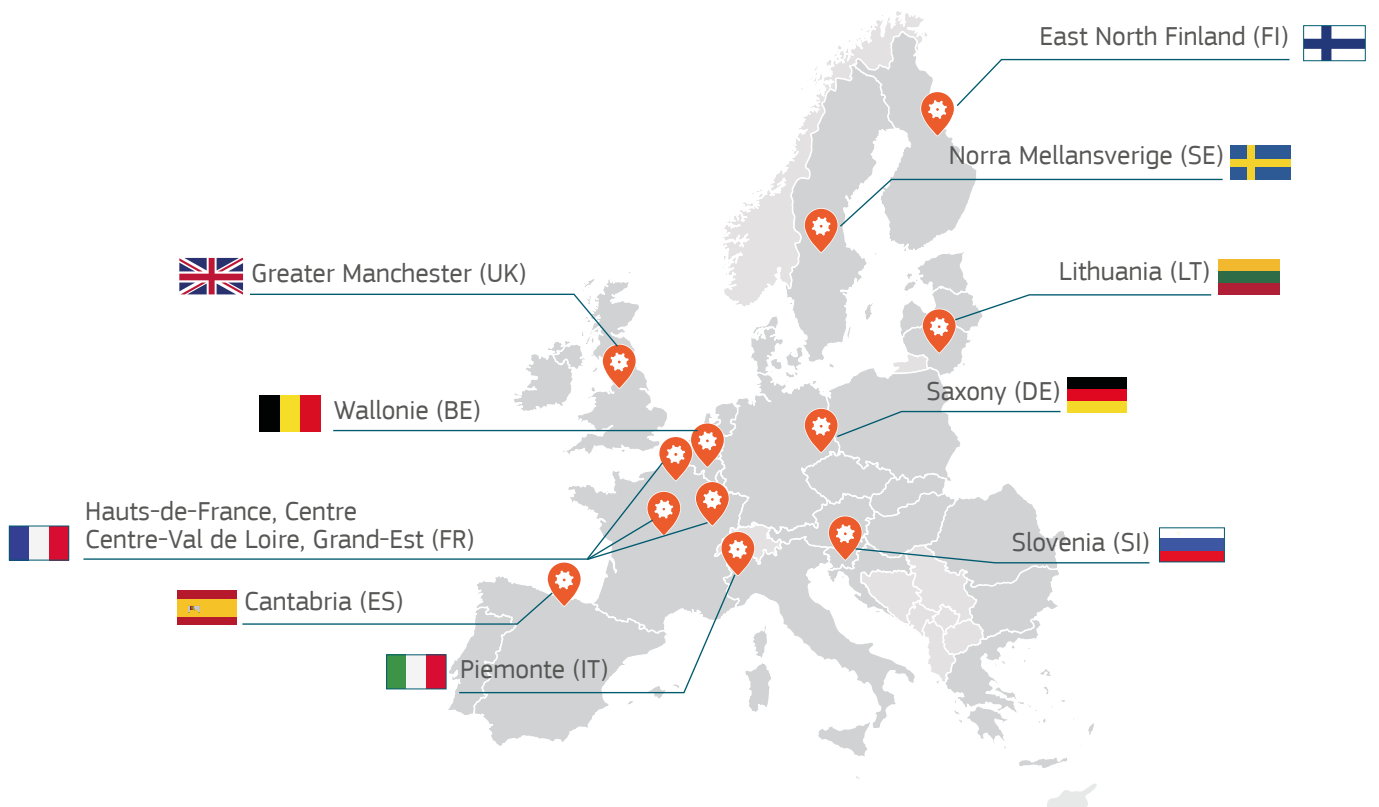 East North Finland (FI)
Norra Mellansverige (SE)
Greater Manchester (UK)
Lithuania (LT)
Saxony (DE)
Wallonie (BE)
Hauts-de-France, Centre
Centre-Val de Loire, Grand-Est (FR)
Slovenia (SI)
Cantabria (ES)
Piemonte (IT)